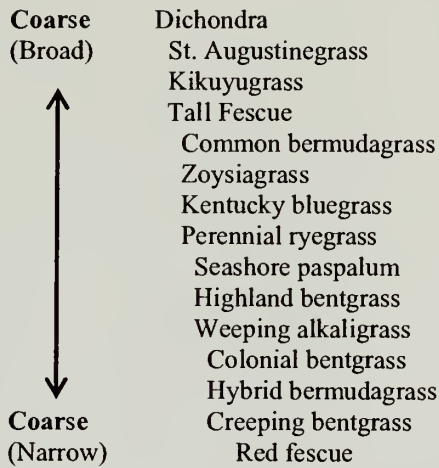 Coarse Dichondra
(Broad) St. Augustinegrass
Kikuyugrass
Tall Fescue
Common bermudagrass
Zoysiagrass
Kentucky bluegrass
Perennial ryegrass
Seashore paspalum
Highland bentgrass
Weeping alkaligrass
Colonial bentgrass
Hybrid bermudagrass
Coarse Creeping bentgrass
(Narrow) Red fescue